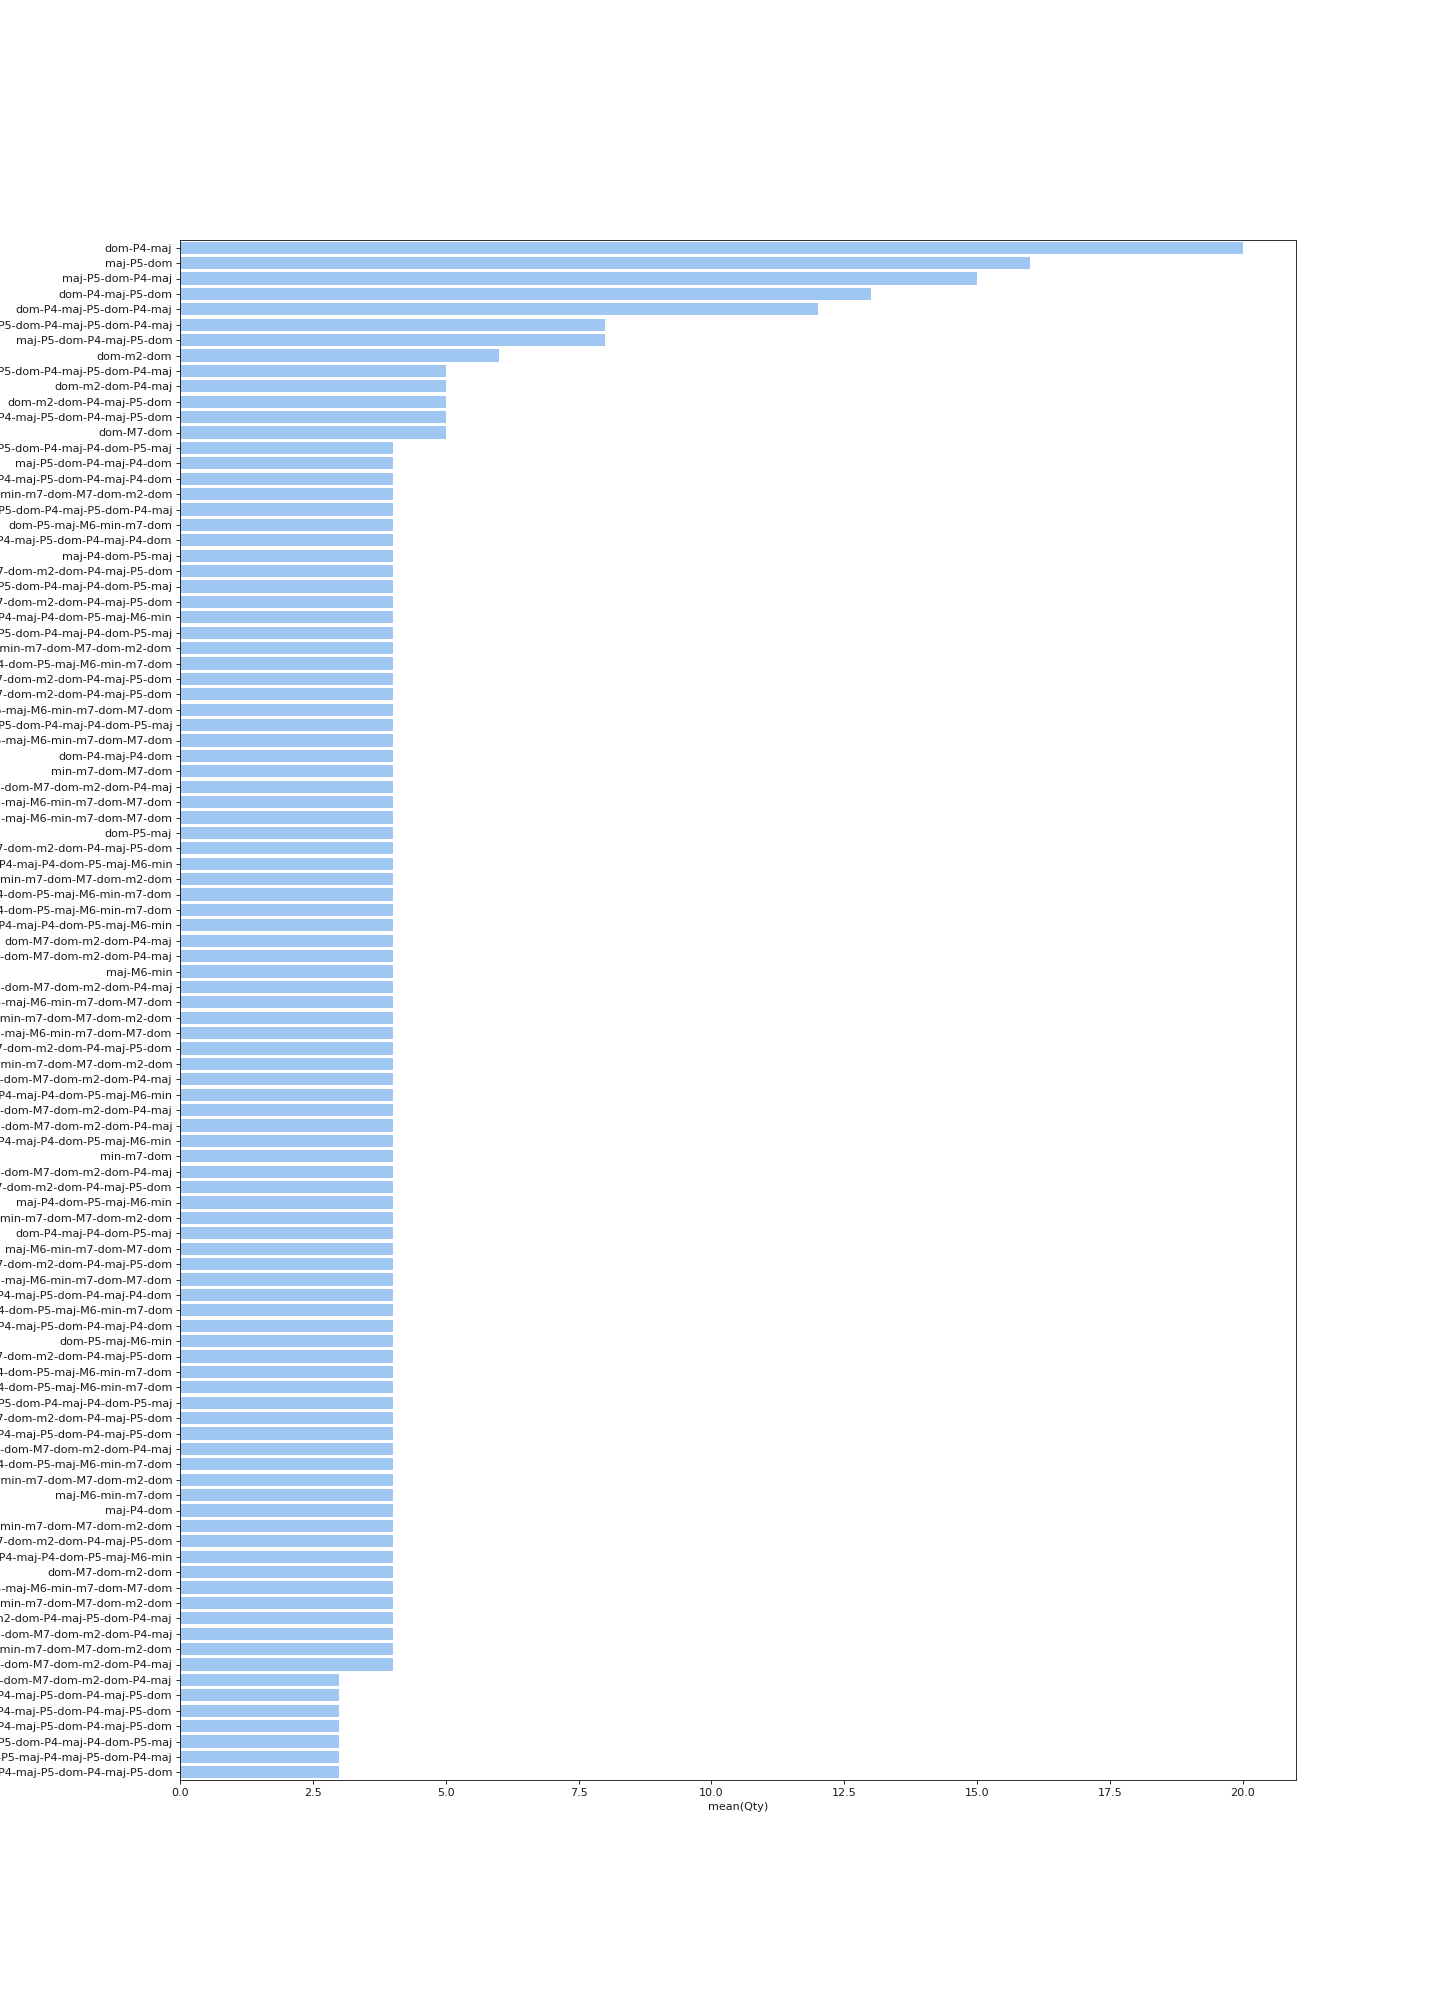 dom-P4-maj
maj-P5-dom
maj-P5-dom-P4-maj
dom-P4-maj-P5-dom
dom-P4-maj-P5-dom-P4-maj
P5-dom-P4-maj-P5-dom-P4-maj
maj-P5-dom-P4-maj-P5-dom
dom-m2-dom
P5-dom-P4-maj-P5-dom-P4-maj
dom-m2-dom-P4-maj
dom-m2-dom-P4-maj-P5-dom
P4-maj-P5-dom-P4-maj-P5-dom
dom-M7-dom
P5-dom-P4-maj-P4-dom-P5-maj
maj-P5-dom-P4-maj-P4-dom
P4-maj-P5-dom-P4-maj-P4-dom
min-m7-dom-M7-dom-m2-dom
P5-dom-P4-maj-P5-dom-P4-maj
dom-P5-maj-M6-min-m7-dom
P4-maj-P5-dom-P4-maj-P4-dom
maj-P4-dom-P5-maj
7-dom-m2-dom-P4-maj-P5-dom
P5-dom-P4-maj-P4-dom-P5-maj
7-dom-m2-dom-P4-maj-P5-dom
P4-maj-P4-dom-P5-maj-M6-min
P5-dom-P4-maj-P4-dom-P5-maj
min-m7-dom-M7-dom-m2-dom
4-dom-P5-maj-M6-min-m7-dom
7-dom-m2-dom-P4-maj-P5-dom
7-dom-m2-dom-P4-maj-P5-dom
-maj-M6-min-m7-dom-M7-dom
P5-dom-P4-maj-P4-dom-P5-maj
-maj-M6-min-m7-dom-M7-dom
dom-P4-maj-P4-dom
min-m7-dom-M7-dom
-dom-M7-dom-m2-dom-P4-maj
-maj-M6-min-m7-dom-M7-dom
-maj-M6-min-m7-dom-M7-dom
dom-P5-maj
7-dom-m2-dom-P4-maj-P5-dom
P4-maj-P4-dom-P5-maj-M6-min
min-m7-dom-M7-dom-m2-dom
4-dom-P5-maj-M6-min-m7-dom
4-dom-P5-maj-M6-min-m7-dom
P4-maj-P4-dom-P5-maj-M6-min
dom-M7-dom-m2-dom-P4-maj
-dom-M7-dom-m2-dom-P4-maj
maj-M6-min
-dom-M7-dom-m2-dom-P4-maj
-maj-M6-min-m7-dom-M7-dom
min-m7-dom-M7-dom-m2-dom
-maj-M6-min-m7-dom-M7-dom
7-dom-m2-dom-P4-maj-P5-dom
min-m7-dom-M7-dom-m2-dom
-dom-M7-dom-m2-dom-P4-maj
P4-maj-P4-dom-P5-maj-M6-min
-dom-M7-dom-m2-dom-P4-maj
-dom-M7-dom-m2-dom-P4-maj
P4-maj-P4-dom-P5-maj-M6-min
min-m7-dom
-dom-M7-dom-m2-dom-P4-maj
7-dom-m2-dom-P4-maj-P5-dom
maj-P4-dom-P5-maj-M6-min
min-m7-dom-M7-dom-m2-dom
dom-P4-maj-P4-dom-P5-maj
maj-M6-min-m7-dom-M7-dom
7-dom-m2-dom-P4-maj-P5-dom
-maj-M6-min-m7-dom-M7-dom
P4-maj-P5-dom-P4-maj-P4-dom
4-dom-P5-maj-M6-min-m7-dom
P4-maj-P5-dom-P4-maj-P4-dom
dom-P5-maj-M6-min
7-dom-m2-dom-P4-maj-P5-dom
4-dom-P5-maj-M6-min-m7-dom
4-dom-P5-maj-M6-min-m7-dom
P5-dom-P4-maj-P4-dom-P5-maj
7-dom-m2-dom-P4-maj-P5-dom
P4-maj-P5-dom-P4-maj-P5-dom
-dom-M7-dom-m2-dom-P4-maj
4-dom-P5-maj-M6-min-m7-dom
min-m7-dom-M7-dom-m2-dom
maj-M6-min-m7-dom
maj-P4-dom
min-m7-dom-M7-dom-m2-dom
7-dom-m2-dom-P4-maj-P5-dom
P4-maj-P4-dom-P5-maj-M6-min
dom-M7-dom-m2-dom
-maj-M6-min-m7-dom-M7-dom
min-m7-dom-M7-dom-m2-dom
m2-dom-P4-maj-P5-dom-P4-maj
-dom-M7-dom-m2-dom-P4-maj
min-m7-dom-M7-dom-m2-dom
-dom-M7-dom-m2-dom-P4-maj
-dom-M7-dom-m2-dom-P4-maj
P4-maj-P5-dom-P4-maj-P5-dom
P4-maj-P5-dom-P4-maj-P5-dom
P4-maj-P5-dom-P4-maj-P5-dom
P5-dom-P4-maj-P4-dom-P5-maj
-P5-maj-P4-maj-P5-dom-P4-maj
P4-maj-P5-dom-P4-maj-P5-dom
0.0 2.5 5.0 7.5 10.0 12.5 15.0 17.5 20.0
mean(Qty)